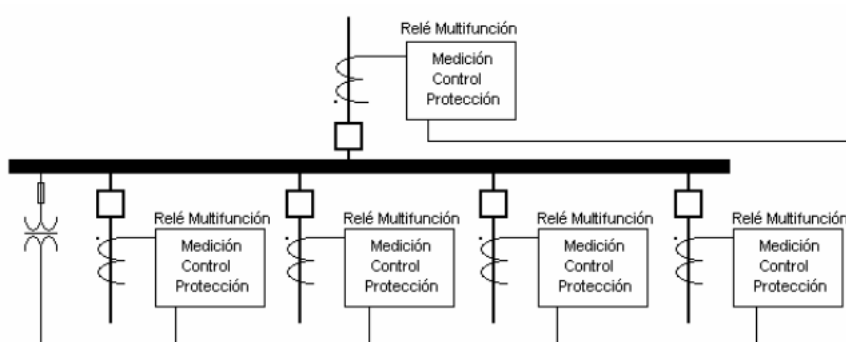 Relé Multifunción
Medición
Control
Protección
Relé Multifunción
Medición
Control
Protección
Relé Multifunción
Medición
Control
Protección
Relé Multifunción
Medición
Control
Protección
Relé Multifunción
Medición
Control
Protección